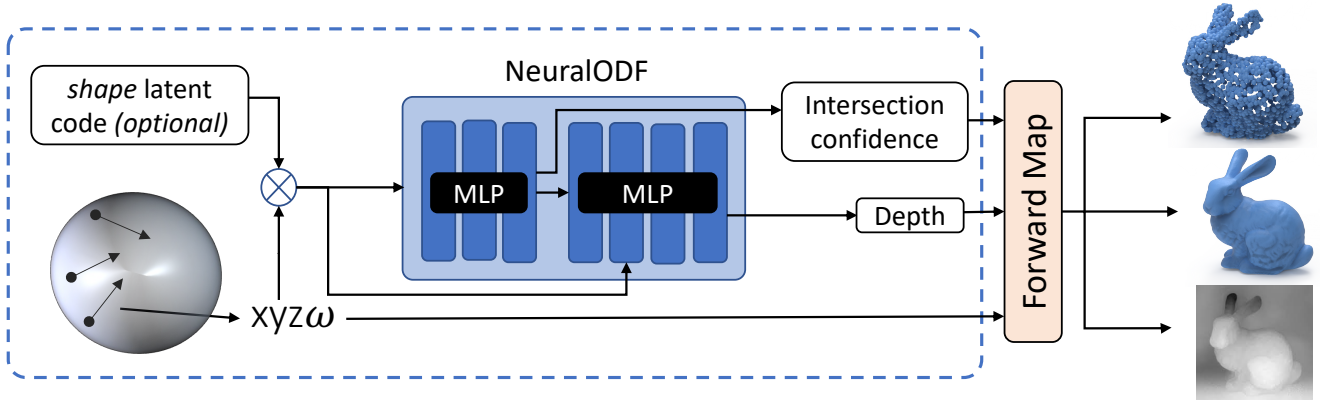 NeuralODF
shape latent
code (optional)
MLP
MLP
Intersection
confidence
Depth
xyzω
Forward Map